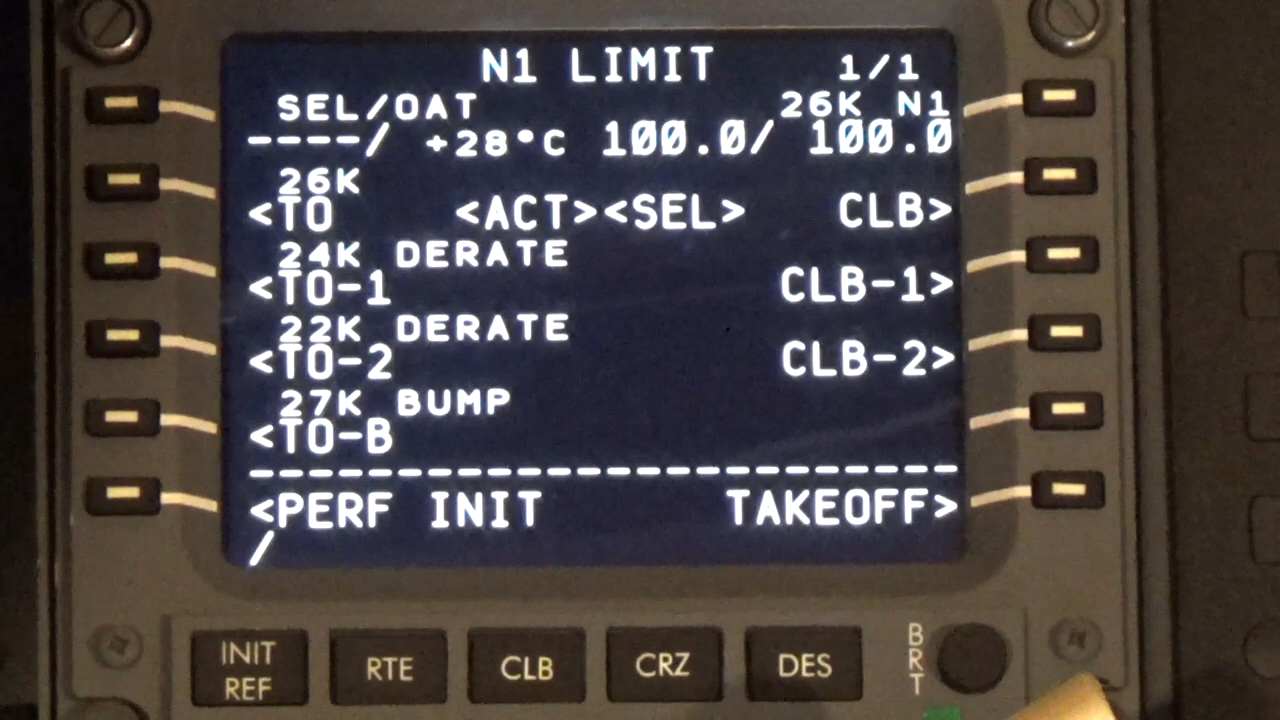 N1 LIMIT 1/1
SEL/OAT 26K N1
----/ +28°C 100.0/ 100.0
26K
<TO <ACT><SEL> CLB>
24K DERATE
<TO-1 CLB-1>
22K DERATE
<TO-2 CLB-2>
27K BUMP
<TO-B
------------------------
<PERF INIT TAKEOFF>
/
INIT REF RTE CLB CRZ DES BRT